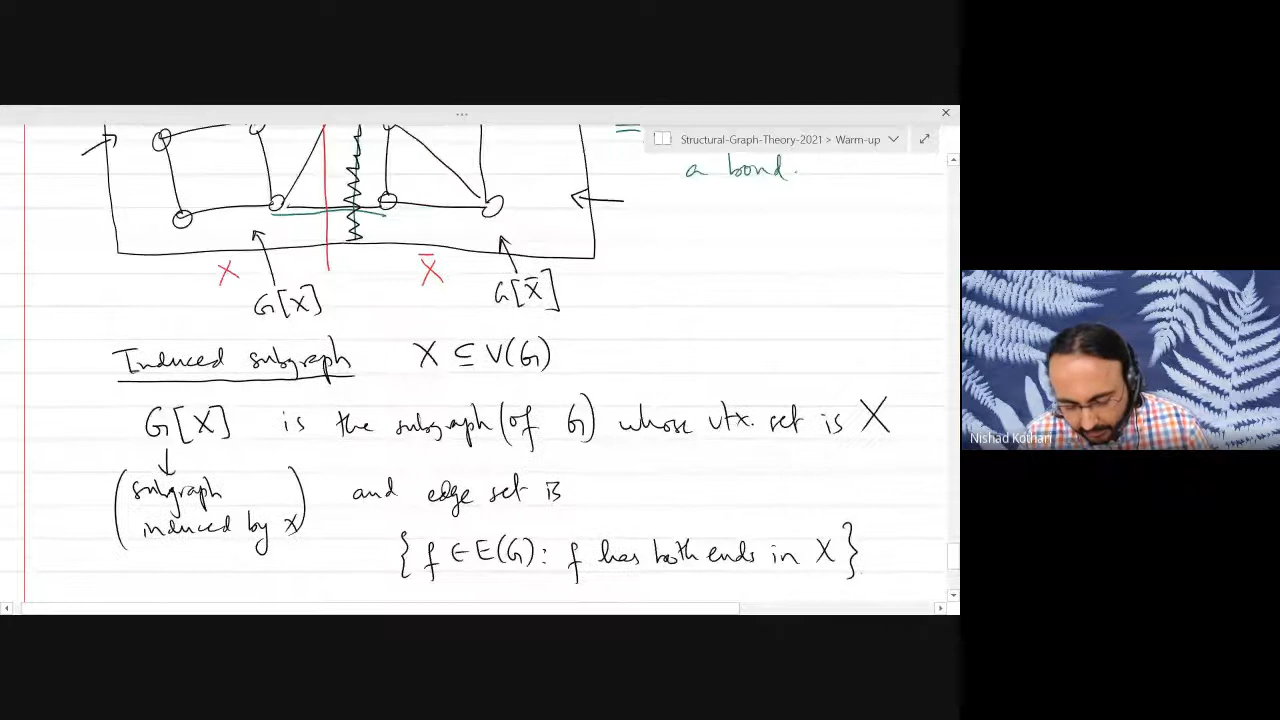 Structural-Graph-Theory-2021 > Warm-up
a bond.
X X̄
G[X] G[X̄]
Induced subgraph X ⊆ V(G)
G[X] is the subgraph (of G) whose vtx. set is X
(subgraph induced by X)
and edge set is
{f ∈ E(G): f has both ends in X}.
Nishad Kothari